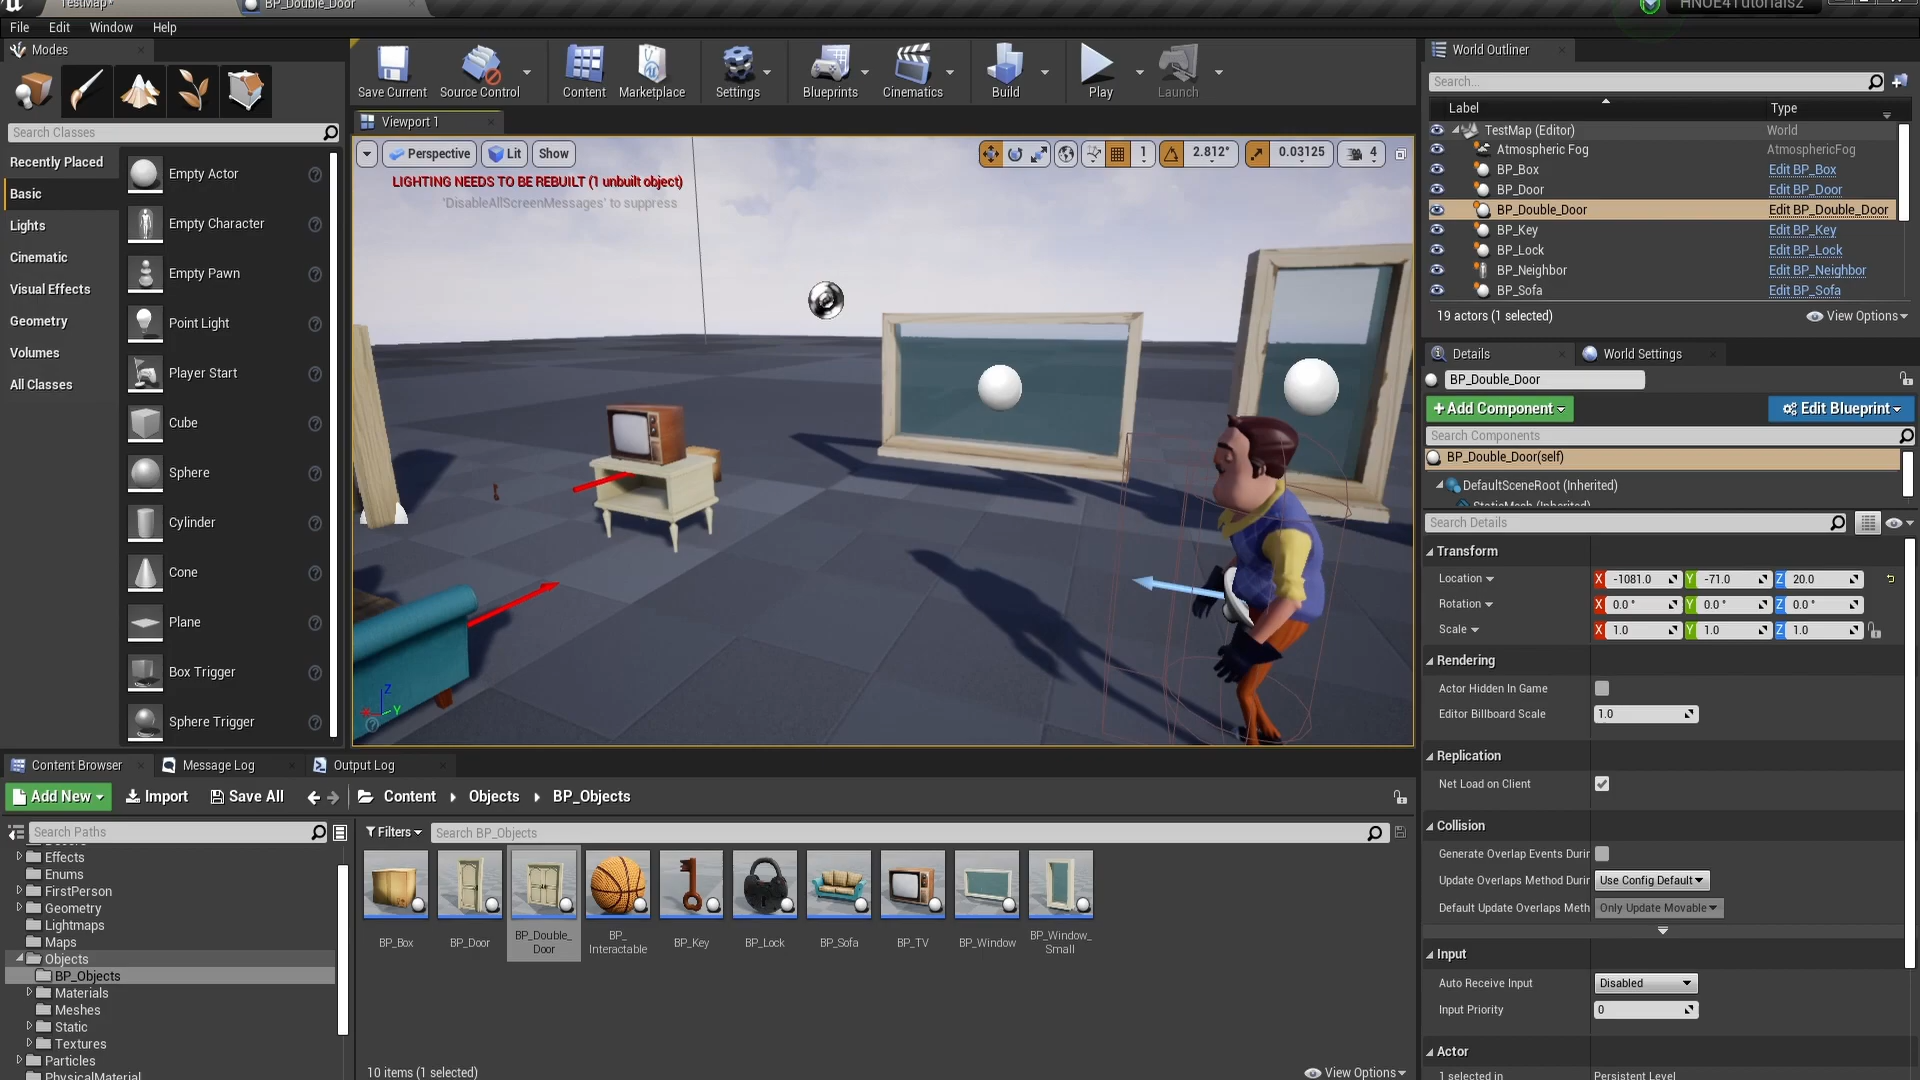 TestMap*
BP_Double_Door
HNUE4Tutorials2
File Edit Window Help
Modes
Search Classes
Recently Placed
Basic
Lights
Cinematic
Visual Effects
Geometry
Volumes
All Classes
Empty Actor
Empty Character
Empty Pawn
Point Light
Player Start
Cube
Sphere
Cylinder
Cone
Plane
Box Trigger
Sphere Trigger
Save Current
Source Control
Content
Marketplace
Settings
Blueprints
Cinematics
Build
Play
Launch
Viewport 1
Perspective
Lit
Show
1
2.812°
0.03125
4
LIGHTING NEEDS TO BE REBUILT (1 unbuilt object)
'DisableAllScreenMessages' to suppress
Z
Y
World Outliner
Search...
Label Type
TestMap (Editor) World
Atmospheric Fog AtmosphericFog
BP_Box Edit BP_Box
BP_Door Edit BP_Door
BP_Double_Door Edit BP_Double_Door
BP_Key Edit BP_Key
BP_Lock Edit BP_Lock
BP_Neighbor Edit BP_Neighbor
BP_Sofa Edit BP_Sofa
19 actors (1 selected)
View Options
Details
World Settings
BP_Double_Door
+Add Component
Edit Blueprint
Search Components
BP_Double_Door(self)
DefaultSceneRoot (Inherited)
StaticMesh (Inherited)
Search Details
Transform
Location X -1081.0 Y -71.0 Z 20.0
Rotation X 0.0 ° Y 0.0 ° Z 0.0 °
Scale X 1.0 Y 1.0 Z 1.0
Rendering
Actor Hidden In Game
Editor Billboard Scale 1.0
Replication
Net Load on Client
Collision
Generate Overlap Events Durin
Update Overlaps Method Durin Use Config Default
Default Update Overlaps Meth Only Update Movable
Input
Auto Receive Input Disabled
Input Priority 0
Actor
1 selected in Persistent Level
Content Browser
Message Log
Output Log
Add New
Import
Save All
Content
Objects
BP_Objects
Search Paths
Effects
Enums
FirstPerson
Geometry
Lightmaps
Maps
Objects
BP_Objects
Materials
Meshes
Static
Textures
Particles
PhysicalMaterial
Filters
Search BP_Objects
BP_Box
BP_Door
BP_Double_
Door
BP_
Interactable
BP_Key
BP_Lock
BP_Sofa
BP_TV
BP_Window
BP_Window_
Small
10 items (1 selected)
View Options